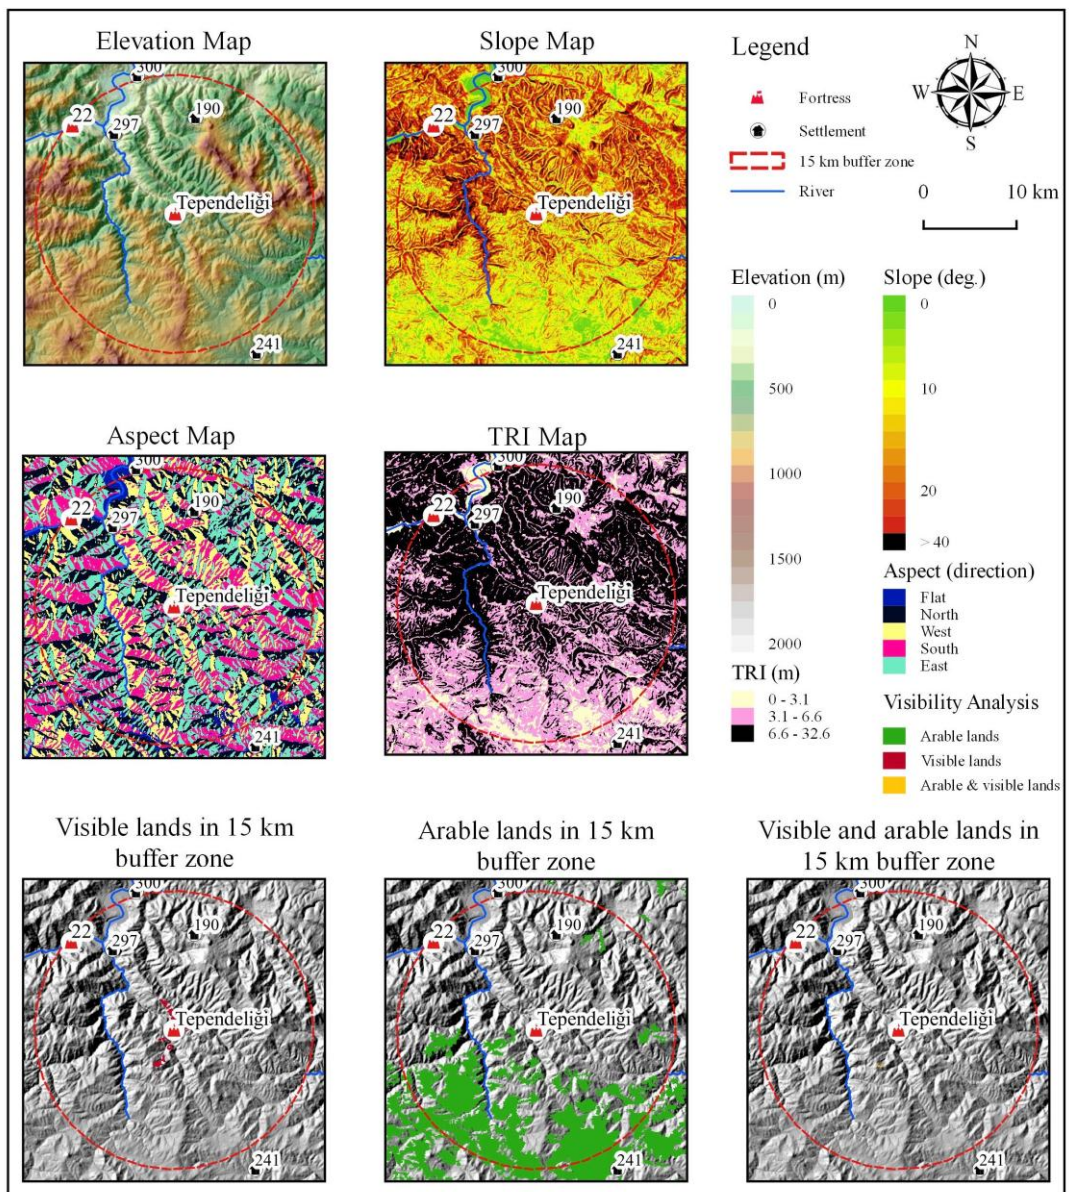 Elevation Map
300
22
297
190
Tependeliği
241
Slope Map
300
22
297
190
Tependeliği
241
Legend
Fortress
Settlement
15 km buffer zone
River
N
W
E
S
0
10 km
Elevation (m)
0
500
1000
1500
2000
Slope (deg.)
0
10
20
> 40
Aspect Map
300
22
297
190
Tependeliği
241
TRI Map
300
22
297
190
Tependeliği
241
TRI (m)
0 - 3.1
3.1 - 6.6
6.6 - 32.6
Aspect (direction)
Flat
North
West
South
East
Visibility Analysis
Arable lands
Visible lands
Arable & visible lands
Visible lands in 15 km
buffer zone
300
22
297
190
Tependeliği
241
Arable lands in 15 km
buffer zone
300
22
297
190
Tependeliği
241
Visible and arable lands in
15 km buffer zone
300
22
297
190
Tependeliği
241